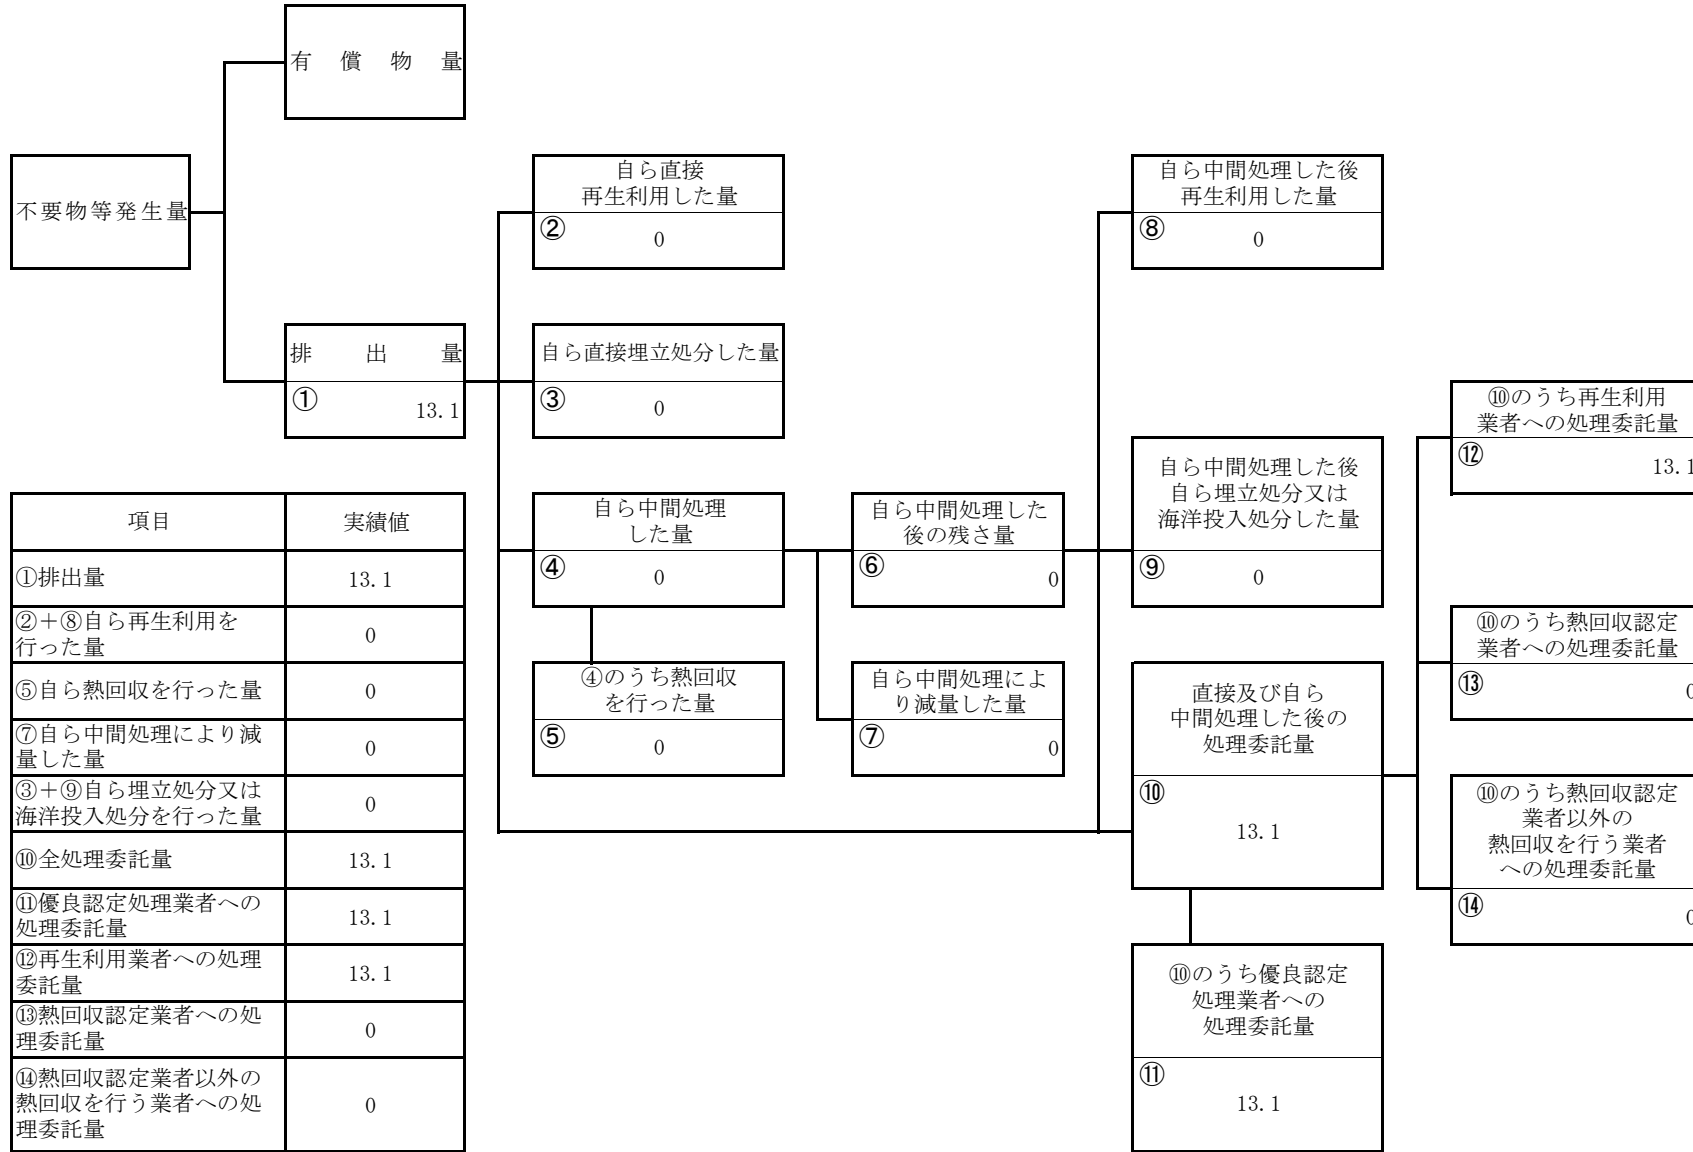 有償物量
不要物等発生量
排出量
①
13.1
自ら直接
再生利用した量
②
0
自ら直接埋立処分した量
③
0
自ら中間処理
した量
④
0
④のうち熱回収
を行った量
⑤
0
自ら中間処理した
後の残さ量
⑥
0
自ら中間処理によ
り減量した量
⑦
0
自ら中間処理した後
再生利用した量
⑧
0
自ら中間処理した後
自ら埋立処分又は
海洋投入処分した量
⑨
0
直接及び自ら
中間処理した後の
処理委託量
⑩
13.1
⑩のうち優良認定
処理業者への
処理委託量
⑪
13.1
⑩のうち再生利用
業者への処理委託量
⑫
13.1
⑩のうち熱回収認定
業者への処理委託量
⑬
0
⑩のうち熱回収認定
業者以外の
熱回収を行う業者
への処理委託量
⑭
0
項目 実績値
①排出量 13.1
②+⑧自ら再生利用を
行った量 0
⑤自ら熱回収を行った量 0
⑦自ら中間処理により減
量した量 0
③+⑨自ら埋立処分又は
海洋投入処分を行った量 0
⑩全処理委託量 13.1
⑪優良認定処理業者への
処理委託量 13.1
⑫再生利用業者への処理
委託量 13.1
⑬熱回収認定業者への処
理委託量 0
⑭熱回収認定業者以外の
熱回収を行う業者への処
理委託量 0